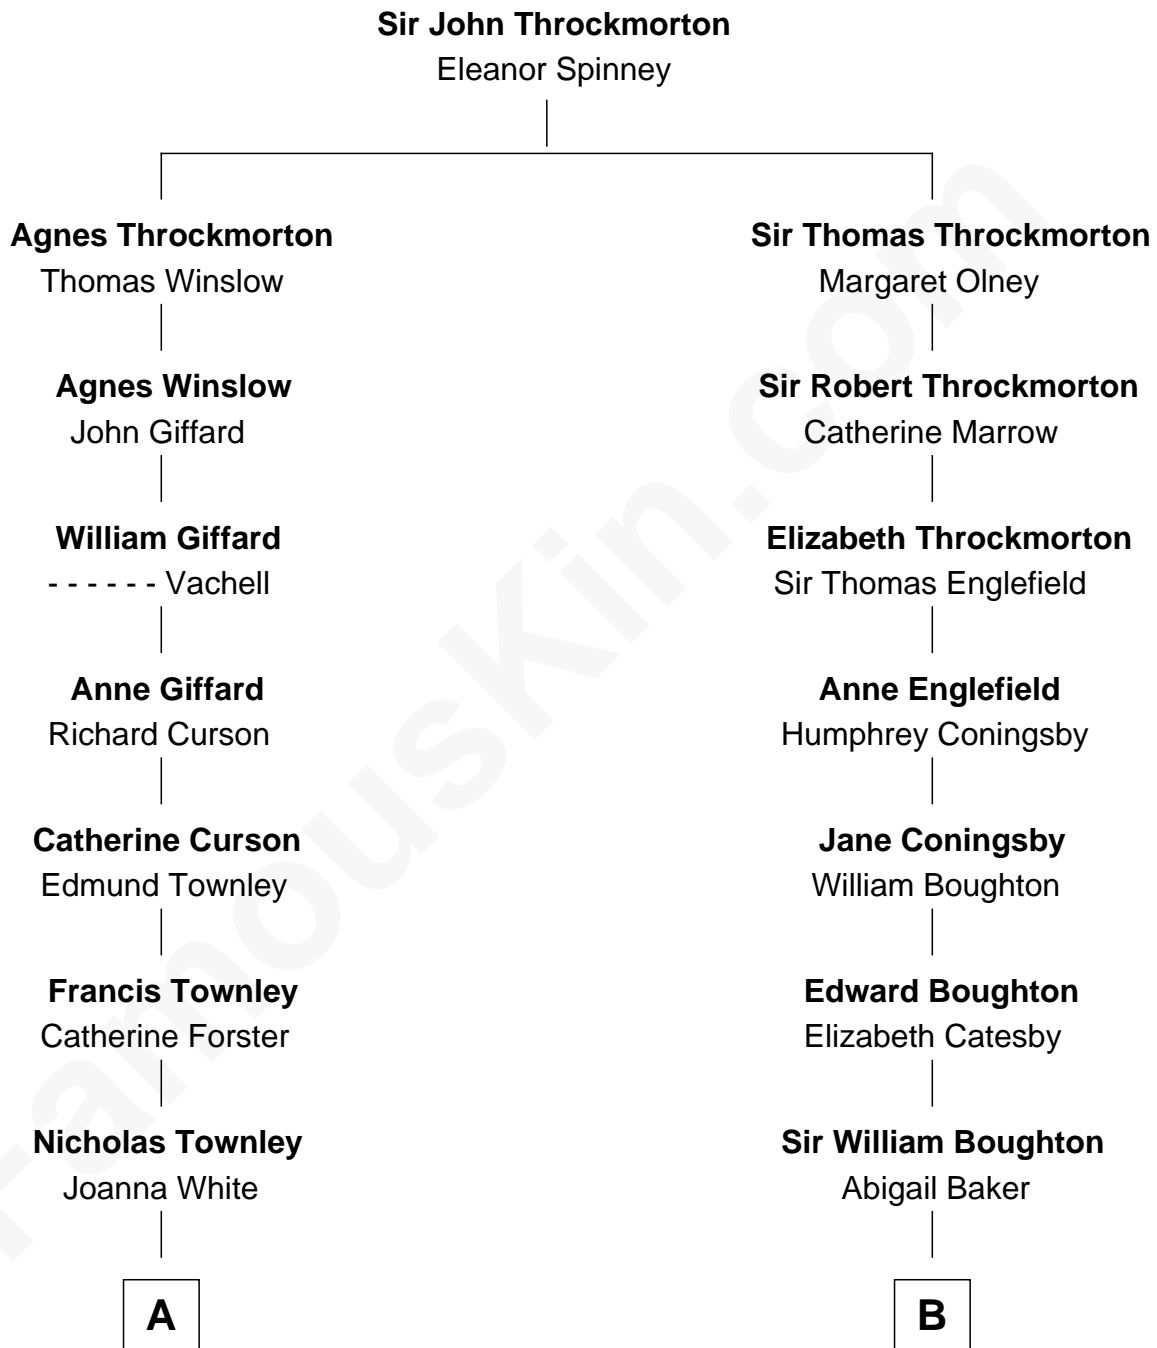 Sir John Throckmorton
Eleanor Spinney
Agnes Throckmorton
Thomas Winslow
Agnes Winslow
John Giffard
William Giffard
- - - - - - Vachell
Anne Giffard
Richard Curson
Catherine Curson
Edmund Townley
Francis Townley
Catherine Forster
Nicholas Townley
Joanna White
A
Sir Thomas Throckmorton
Margaret Olney
Sir Robert Throckmorton
Catherine Marrow
Elizabeth Throckmorton
Sir Thomas Englefield
Anne Englefield
Humphrey Coningsby
Jane Coningsby
William Boughton
Edward Boughton
Elizabeth Catesby
Sir William Boughton
Abigail Baker
B
FamousKin.com